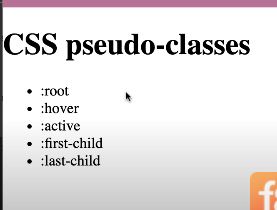 CSS pseudo-classes
:root
:hover
:active
:first-child
:last-child